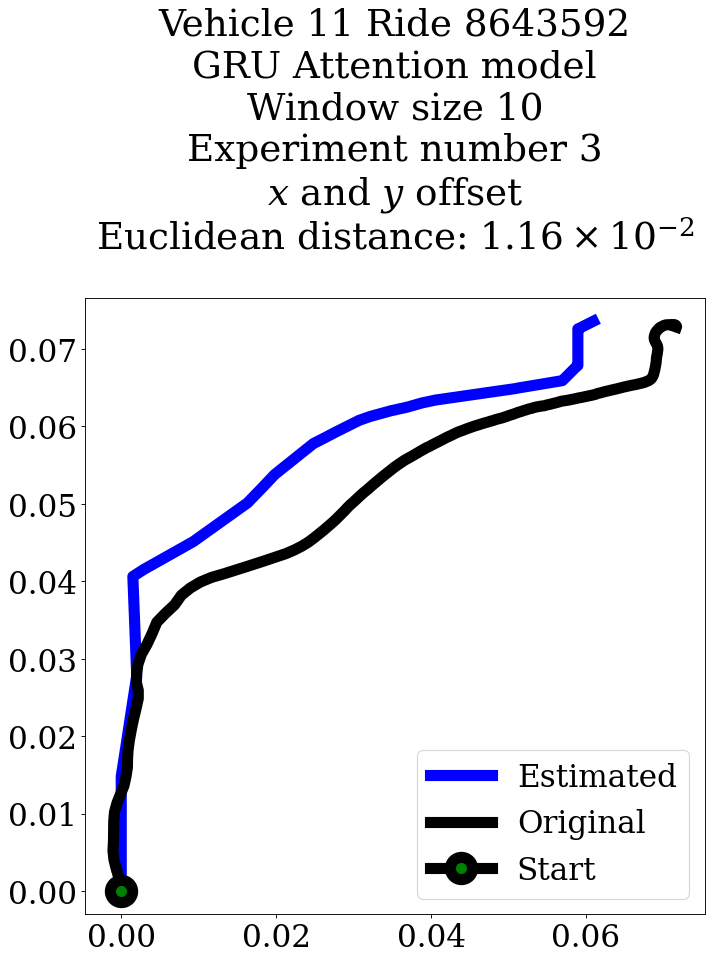 Vehicle 11 Ride 8643592
GRU Attention model
Window size 10
Experiment number 3
x and y offset
Euclidean distance: 1.16 × 10⁻²
0.07
0.06
0.05
0.04
0.03
0.02
0.01
0.00
Estimated
Original
Start
0.00 0.02 0.04 0.06